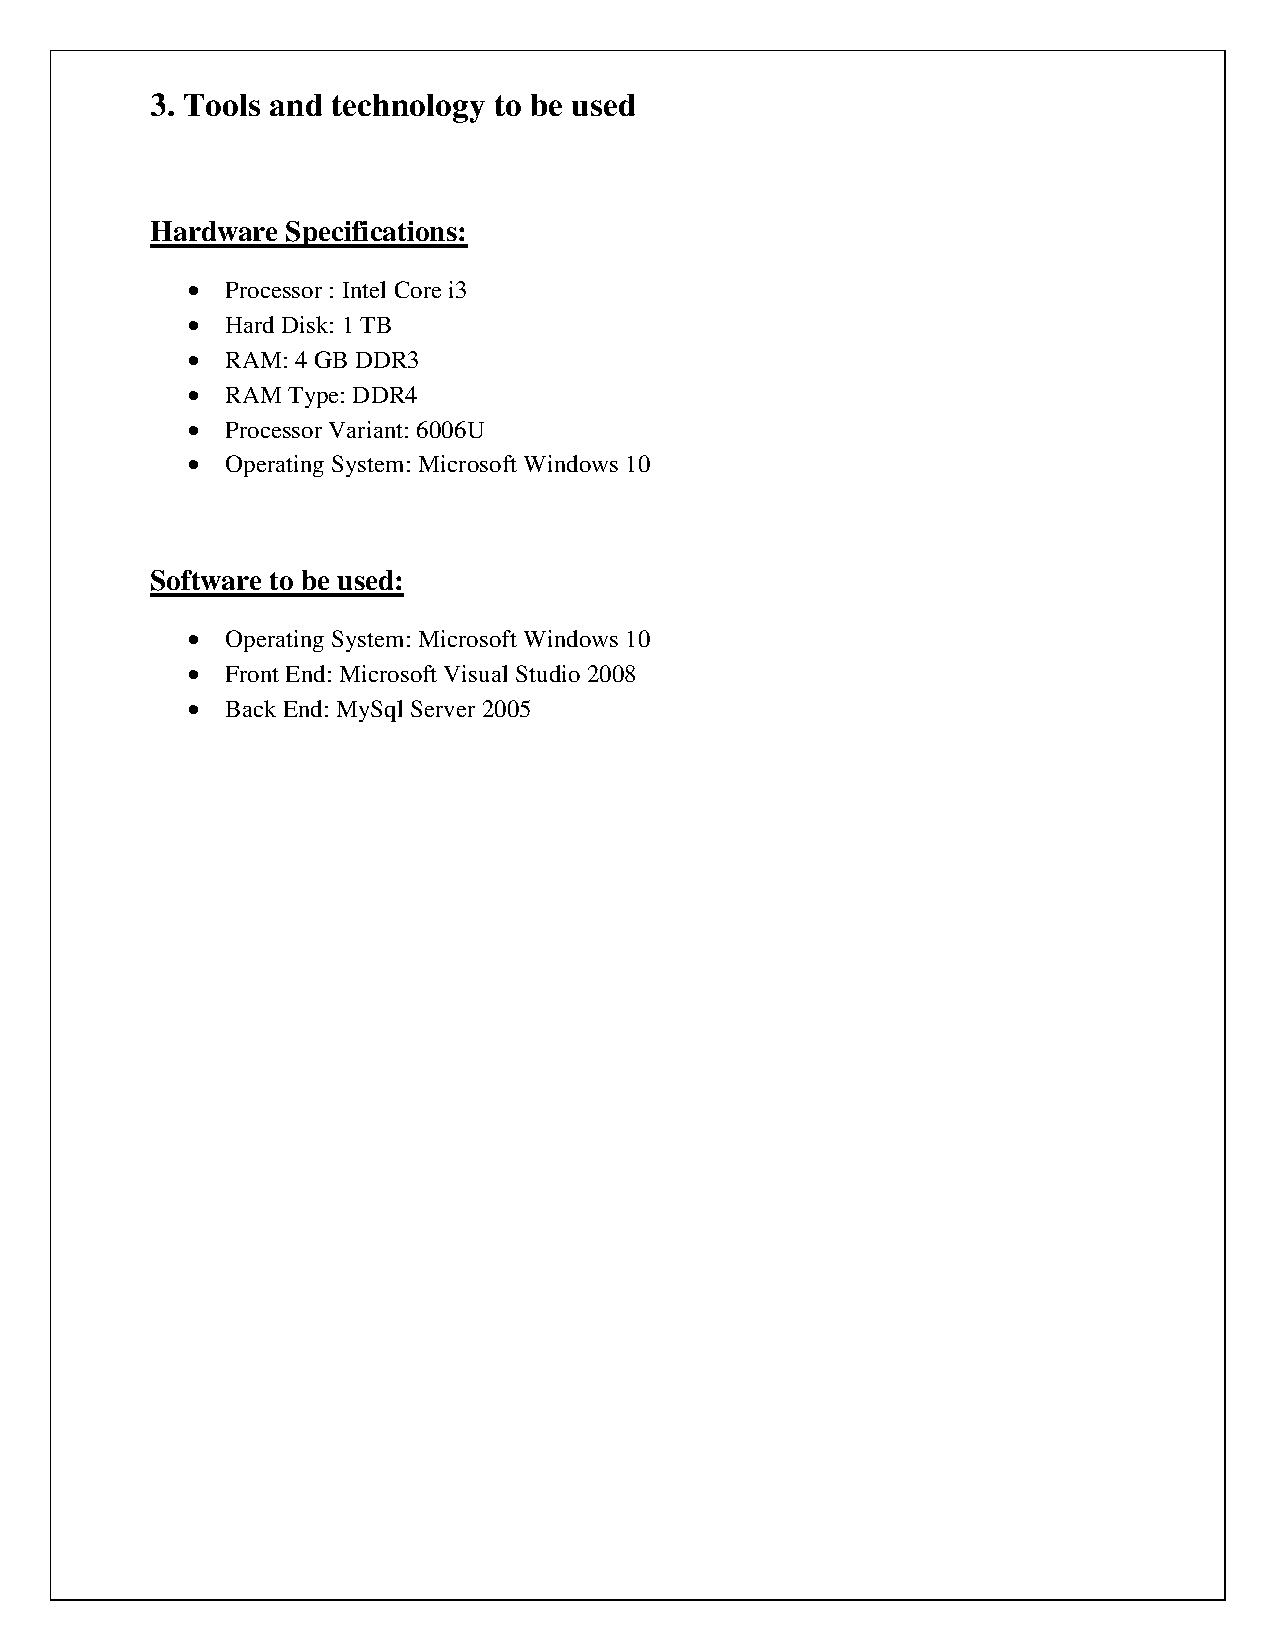 3. Tools and technology to be used
Hardware Specifications:
• Processor : Intel Core i3
• Hard Disk: 1 TB
• RAM: 4 GB DDR3
• RAM Type: DDR4
• Processor Variant: 6006U
• Operating System: Microsoft Windows 10
Software to be used:
• Operating System: Microsoft Windows 10
• Front End: Microsoft Visual Studio 2008
• Back End: MySql Server 2005